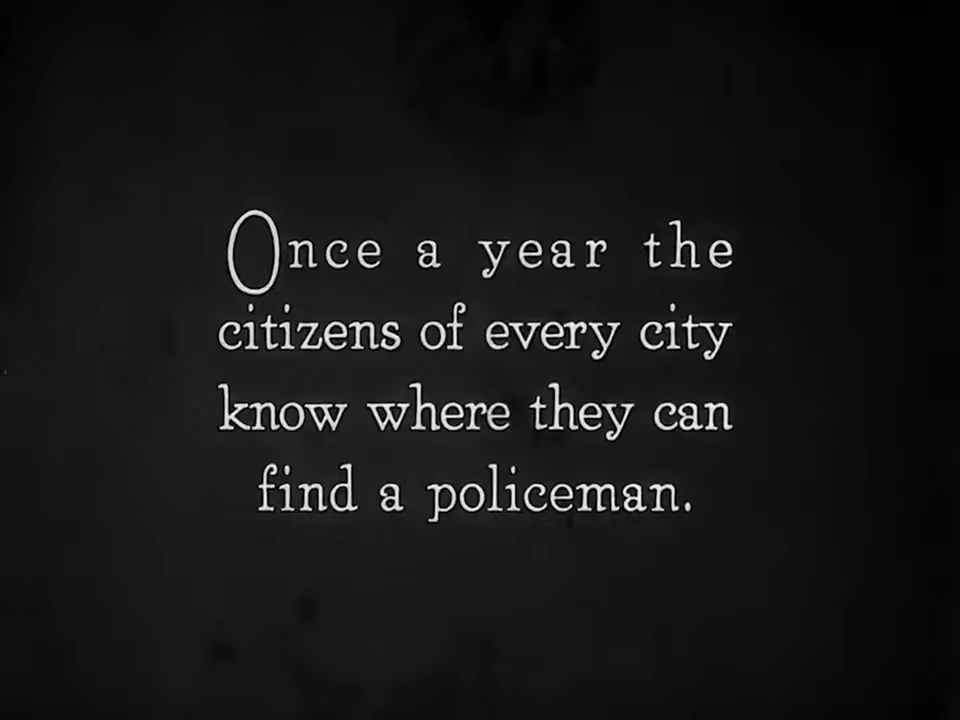 Once a year the
citizens of every city
know where they can
find a policeman.